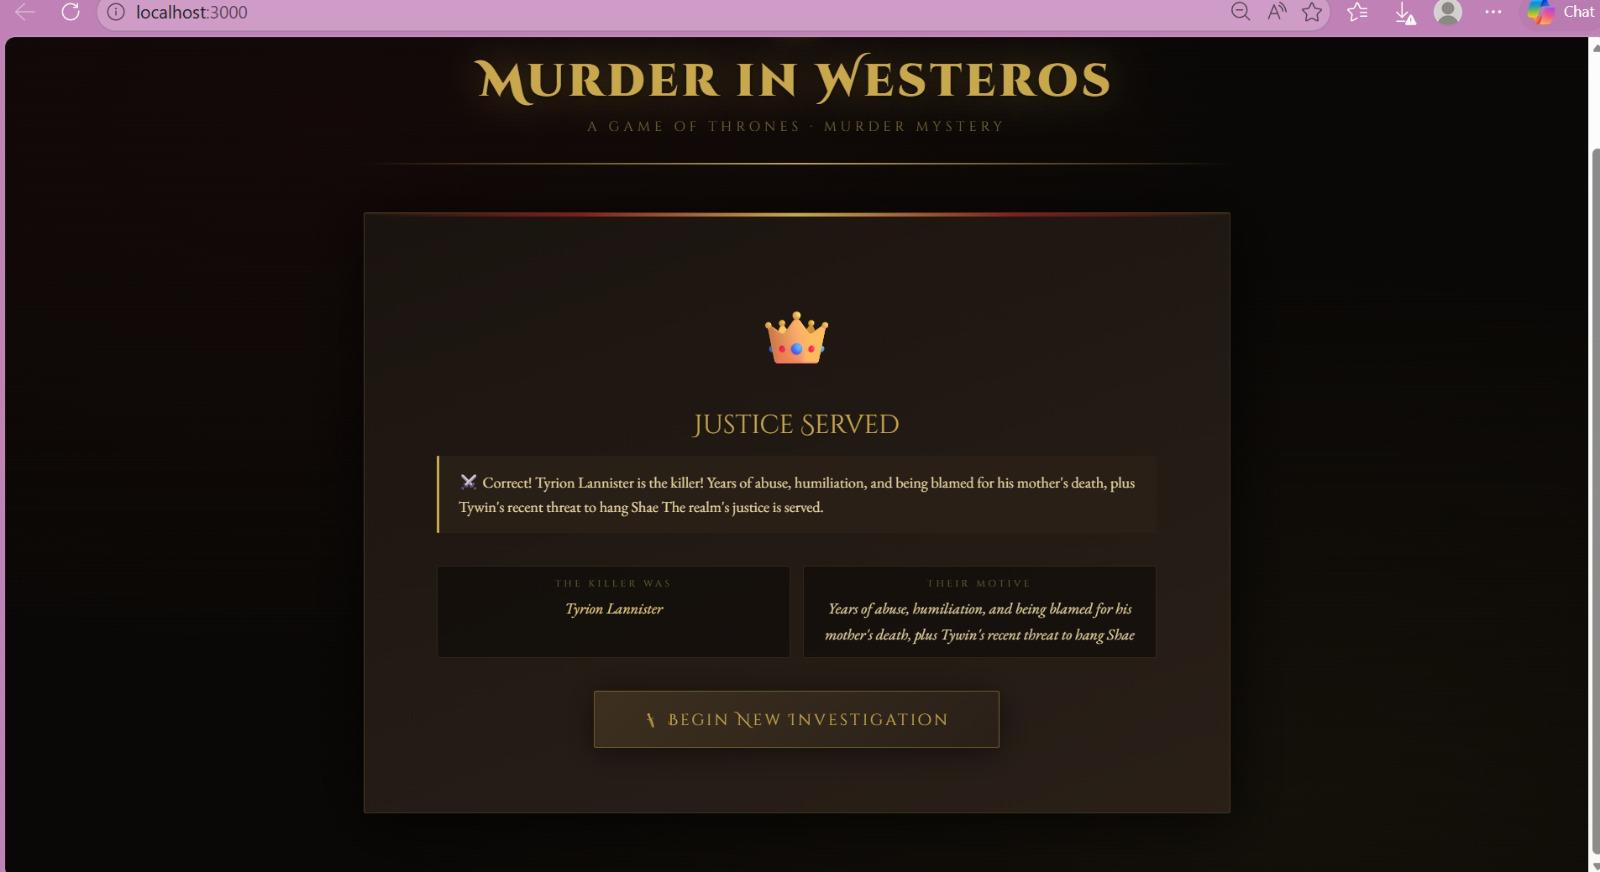 localhost:3000
Chat
MURDER IN WESTEROS
A GAME OF THRONES · MURDER MYSTERY
JUSTICE SERVED
⚔️ Correct! Tyrion Lannister is the killer! Years of abuse, humiliation, and being blamed for his mother's death, plus
Tywin's recent threat to hang Shae The realm's justice is served.
THE KILLER WAS
Tyrion Lannister
THEIR MOTIVE
Years of abuse, humiliation, and being blamed for his
mother's death, plus Tywin's recent threat to hang Shae
BEGIN NEW INVESTIGATION